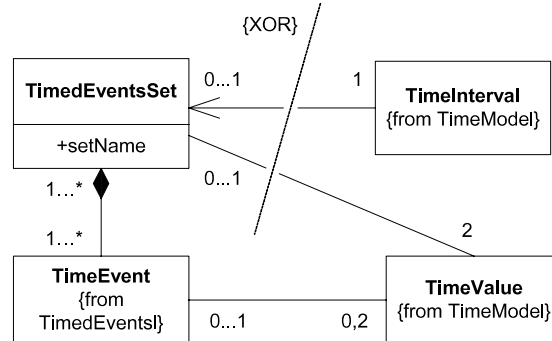 {XOR}
TimedEventsSet
+setName
0...1
1
TimeInterval
{from TimeModel}
0...1
1...*
1...*
2
TimeEvent
{from
TimedEventsl}
0...1
0,2
TimeValue
{from TimeModel}